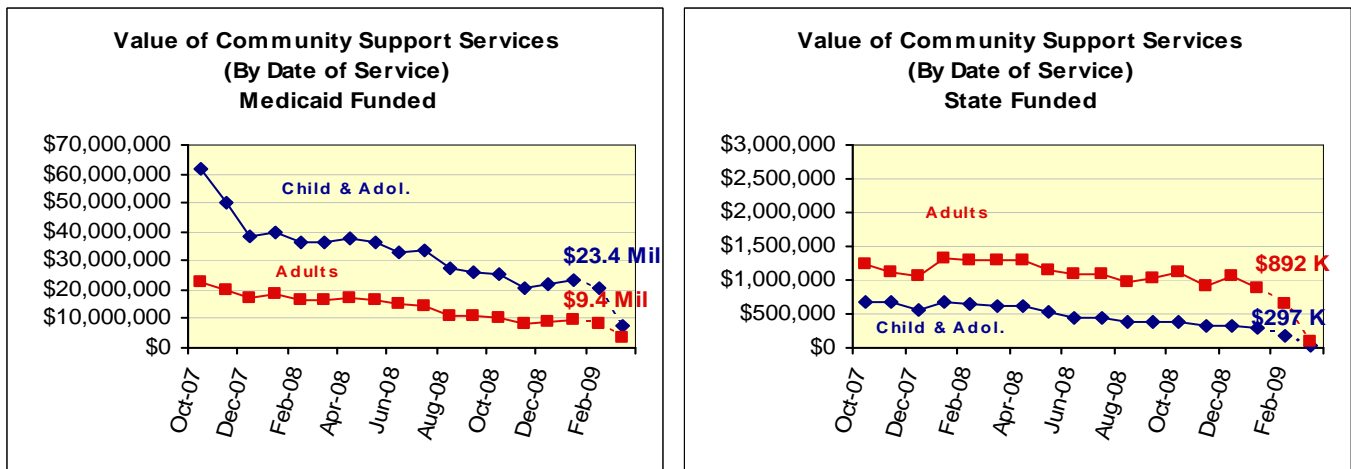 Value of Community Support Services
(By Date of Service)
Medicaid Funded
$70,000,000
$60,000,000
$50,000,000
$40,000,000
$30,000,000
$20,000,000
$10,000,000
$0
Child & Adol.
Adults
$23.4 Mil
$9.4 Mil
Oct-07
Dec-07
Feb-08
Apr-08
Jun-08
Aug-08
Oct-08
Dec-08
Feb-09
Value of Community Support Services
(By Date of Service)
State Funded
$3,000,000
$2,500,000
$2,000,000
$1,500,000
$1,000,000
$500,000
$0
Adults
Child & Adol.
$892 K
$297 K
Oct-07
Dec-07
Feb-08
Apr-08
Jun-08
Aug-08
Oct-08
Dec-08
Feb-09